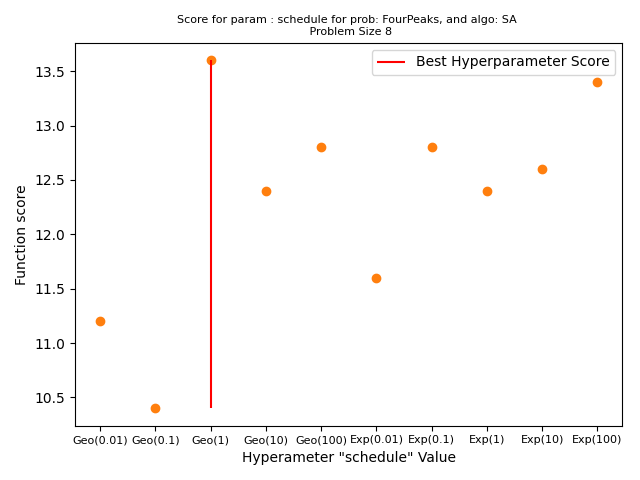 Score for param : schedule for prob: FourPeaks, and algo: SA
Problem Size 8
Best Hyperparameter Score
Function score
13.5
13.0
12.5
12.0
11.5
11.0
10.5
Geo(0.01) Geo(0.1) Geo(1) Geo(10) Geo(100) Exp(0.01) Exp(0.1) Exp(1) Exp(10) Exp(100)
Hyperameter "schedule" Value